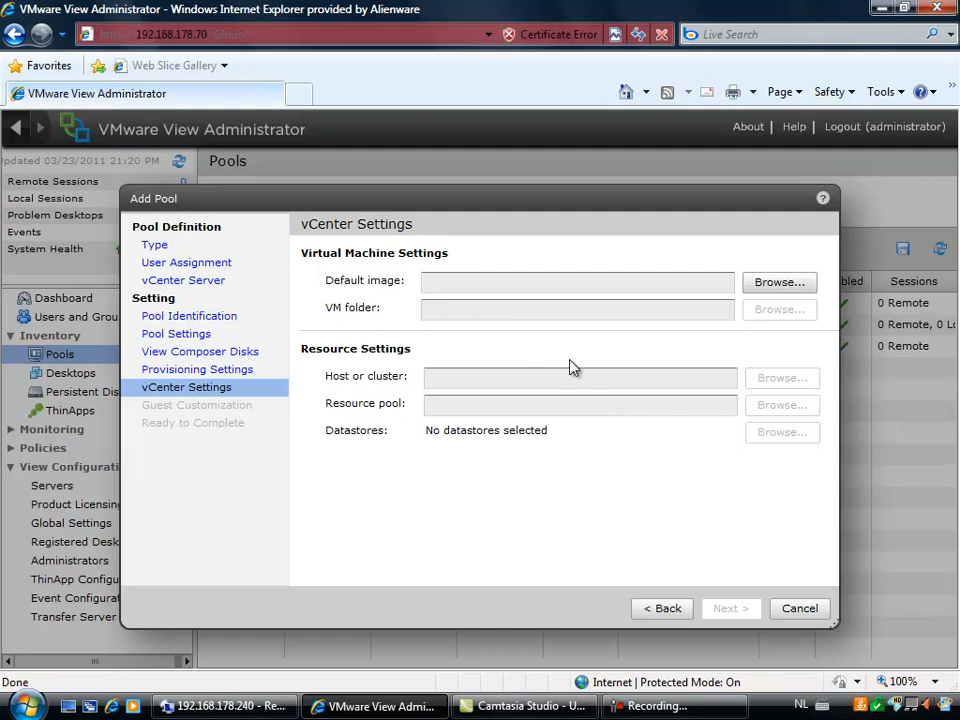 VMware View Administrator - Windows Internet Explorer provided by Alienware
https://192.168.178.70/admin/
Certificate Error
Live Search
Favorites
Web Slice Gallery
VMware View Administrator
Page
Safety
Tools
VMware View Administrator
About
Help
Logout (administrator)
pdated 03/23/2011 21:20 PM
Pools
Remote Sessions 0
Local Sessions
Problem Desktops
Events
System Health
Add Pool
Pool Definition
Type
User Assignment
vCenter Server
Setting
Pool Identification
Pool Settings
View Composer Disks
Provisioning Settings
vCenter Settings
Guest Customization
Ready to Complete
vCenter Settings
Virtual Machine Settings
Default image:
Browse...
VM folder:
Browse...
Resource Settings
Host or cluster:
Browse...
Resource pool:
Browse...
Datastores:
No datastores selected
Browse...
< Back
Next >
Cancel
bled
Sessions
0 Remote
0 Remote, 0 L
0 Remote
Dashboard
Users and Grou
Inventory
Pools
Desktops
Persistent Dis
ThinApps
Monitoring
Policies
View Configurati
Servers
Product Licensing
Global Settings
Registered Desk
Administrators
ThinApp Configu
Event Configura
Transfer Server
Done
Internet | Protected Mode: On
100%
192.168.178.240 - Re...
VMware View Admi...
Camtasia Studio - U...
Recording...
NL